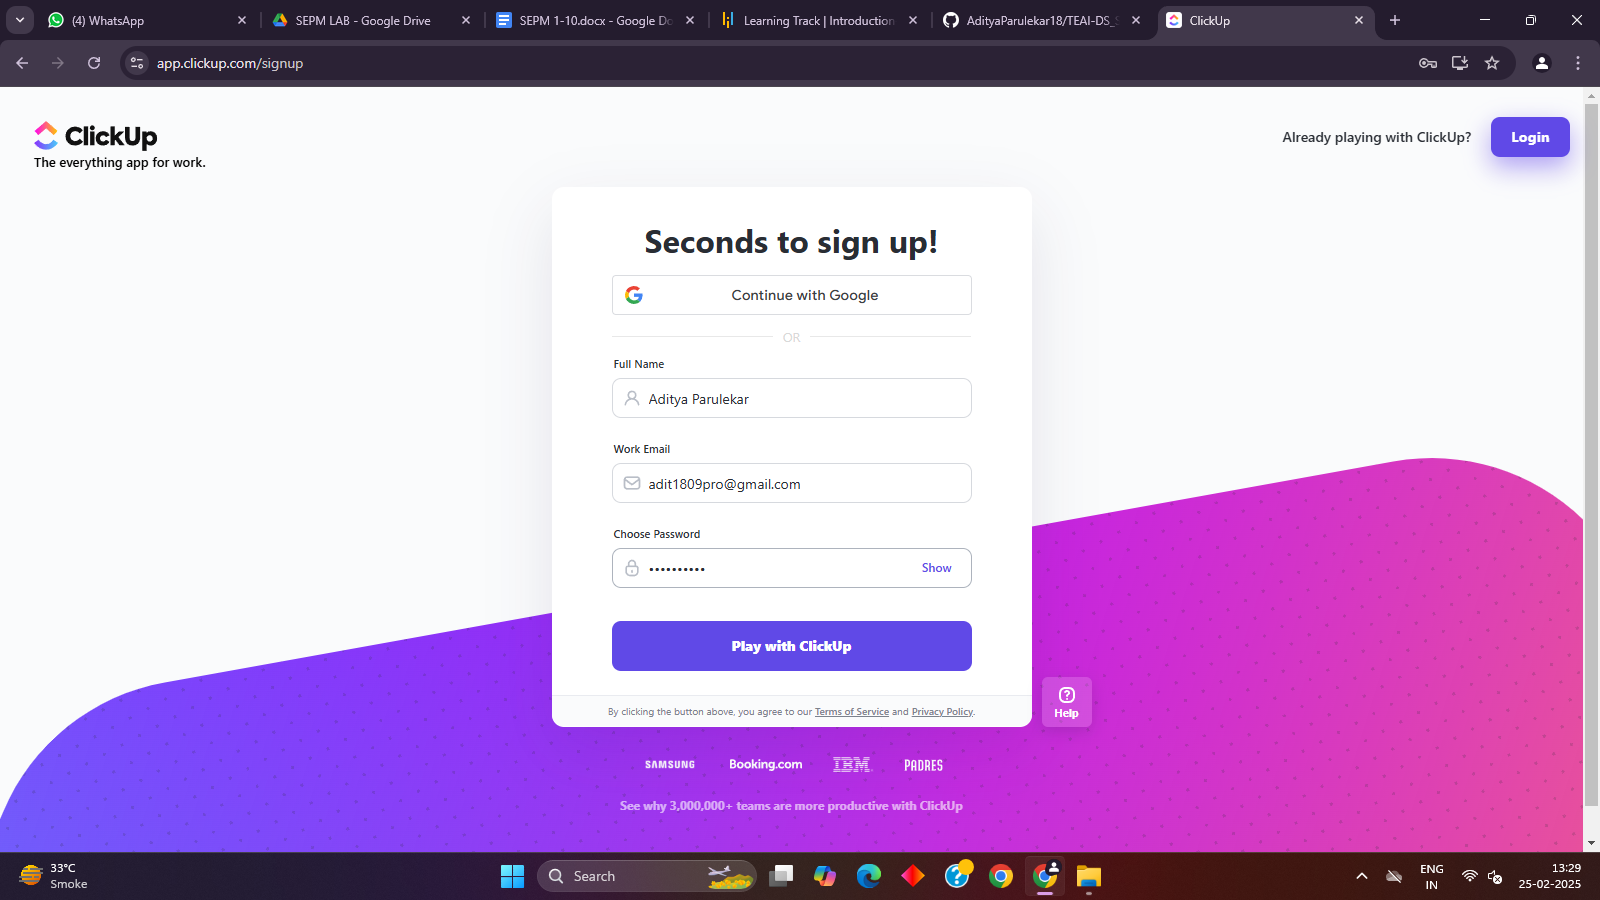 (4) WhatsApp
SEPM LAB - Google Drive
SEPM 1-10.docx - Google Do
Learning Track | Introduction
AdityaParulekar18/TEAI-DS_S
ClickUp
app.clickup.com/signup
ClickUp
The everything app for work.
Already playing with ClickUp?
Login
Seconds to sign up!
Continue with Google
OR
Full Name
Aditya Parulekar
Work Email
adit1809pro@gmail.com
Choose Password
••••••••••
Show
Play with ClickUp
By clicking the button above, you agree to our Terms of Service and Privacy Policy.
Help
SAMSUNG
Booking.com
IBM
PADRES
See why 3,000,000+ teams are more productive with ClickUp
33°C
Smoke
Search
ENG
IN
13:29
25-02-2025